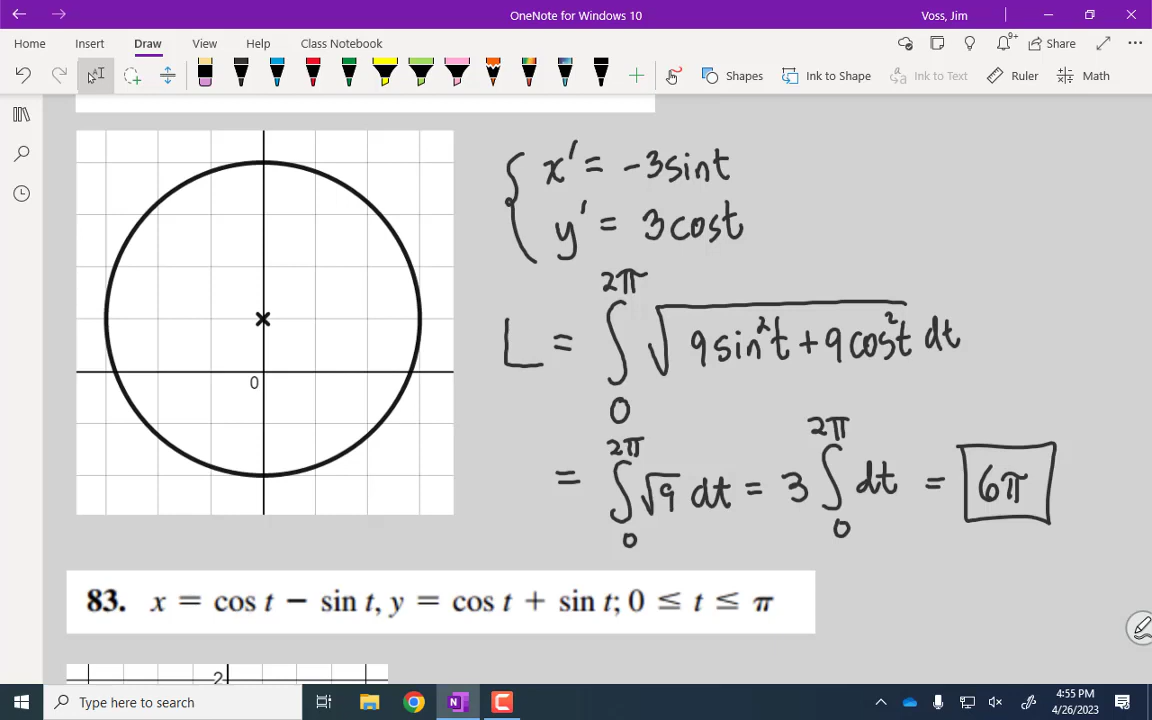 OneNote for Windows 10
Voss, Jim
Home Insert Draw View Help Class Notebook
9+ Share
Shapes Ink to Shape Ink to Text Ruler Math
x' = -3sint
y' = 3cost
L = ∫₀^2π √(9sin²t + 9cos²t) dt
= ∫₀^2π √9 dt = 3 ∫₀^2π dt = 6π
0
83. x = cos t − sin t, y = cos t + sin t; 0 ≤ t ≤ π
2
Type here to search
4:55 PM
4/26/2023